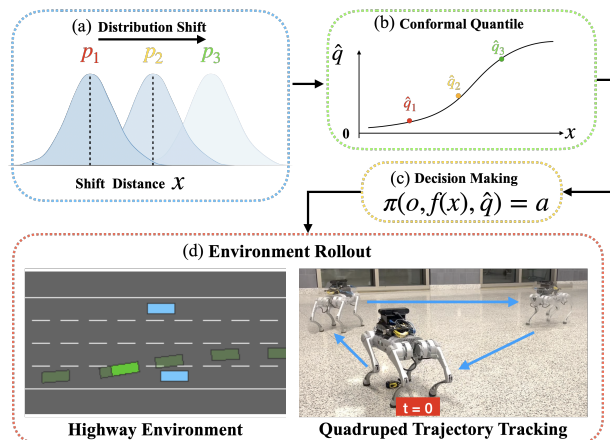 (a) Distribution Shift
p₁ p₂ p₃
Shift Distance x
(b) Conformal Quantile
q̂
q̂₃
q̂₂
q̂₁
0
x
(c) Decision Making
π(o, f(x), q̂) = a
(d) Environment Rollout
t = 0
Highway Environment
Quadruped Trajectory Tracking